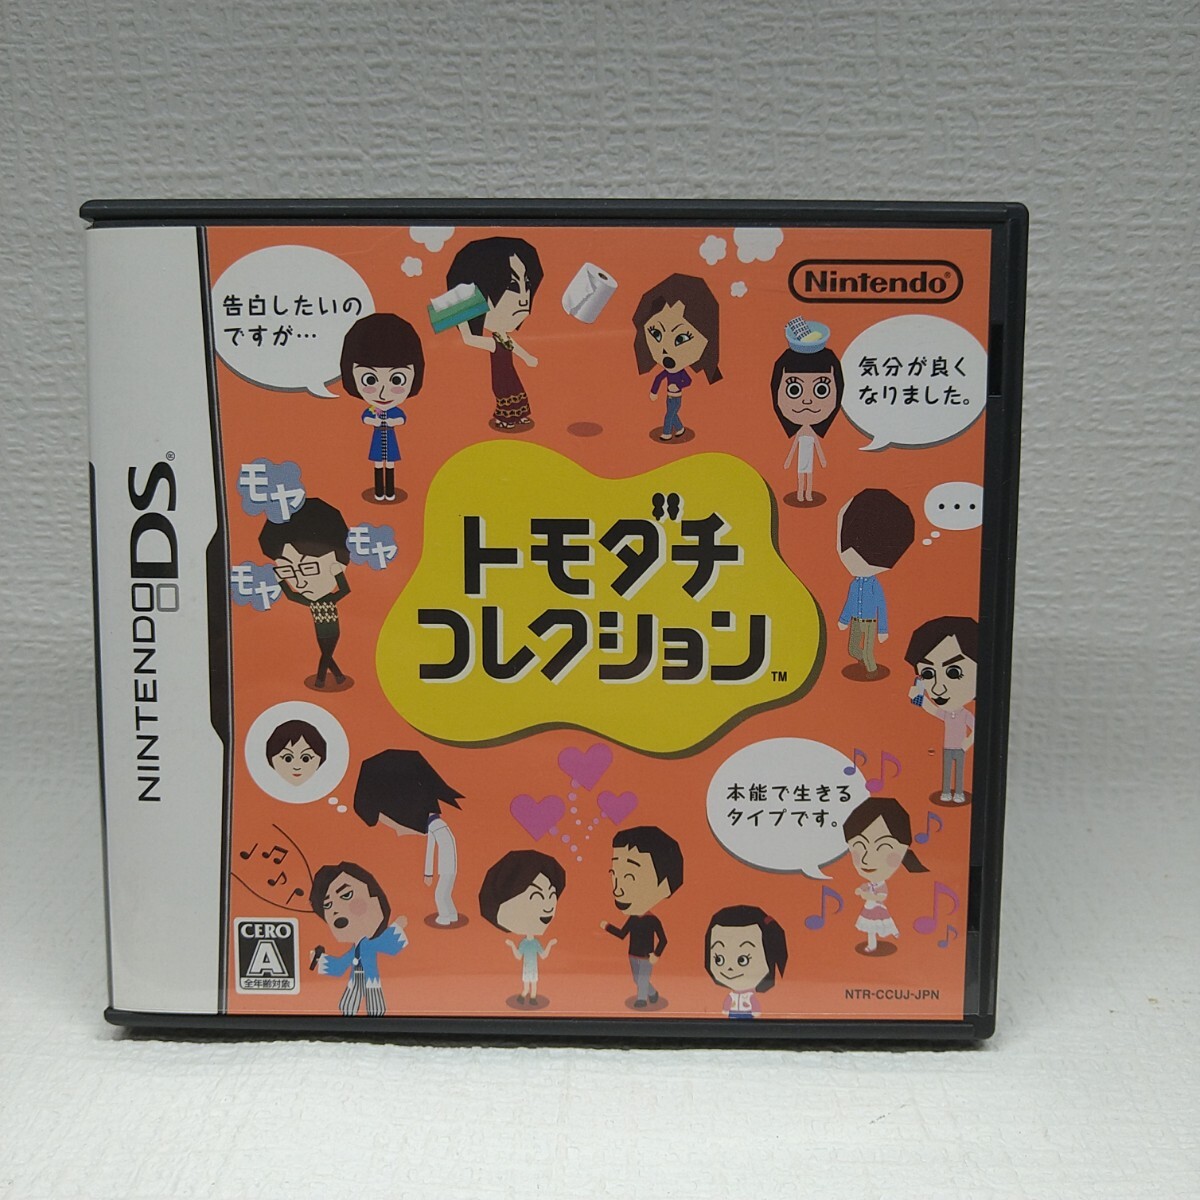 告白したいの
ですが…
Nintendo®
気分が良く
なりました。
モヤ
モヤ
モヤ
...
トモダチ
コレクション™
NINTENDO DS®
本能で生きる
タイプです。
CERO
A
全年齢対象
NTR-CCUJ-JPN